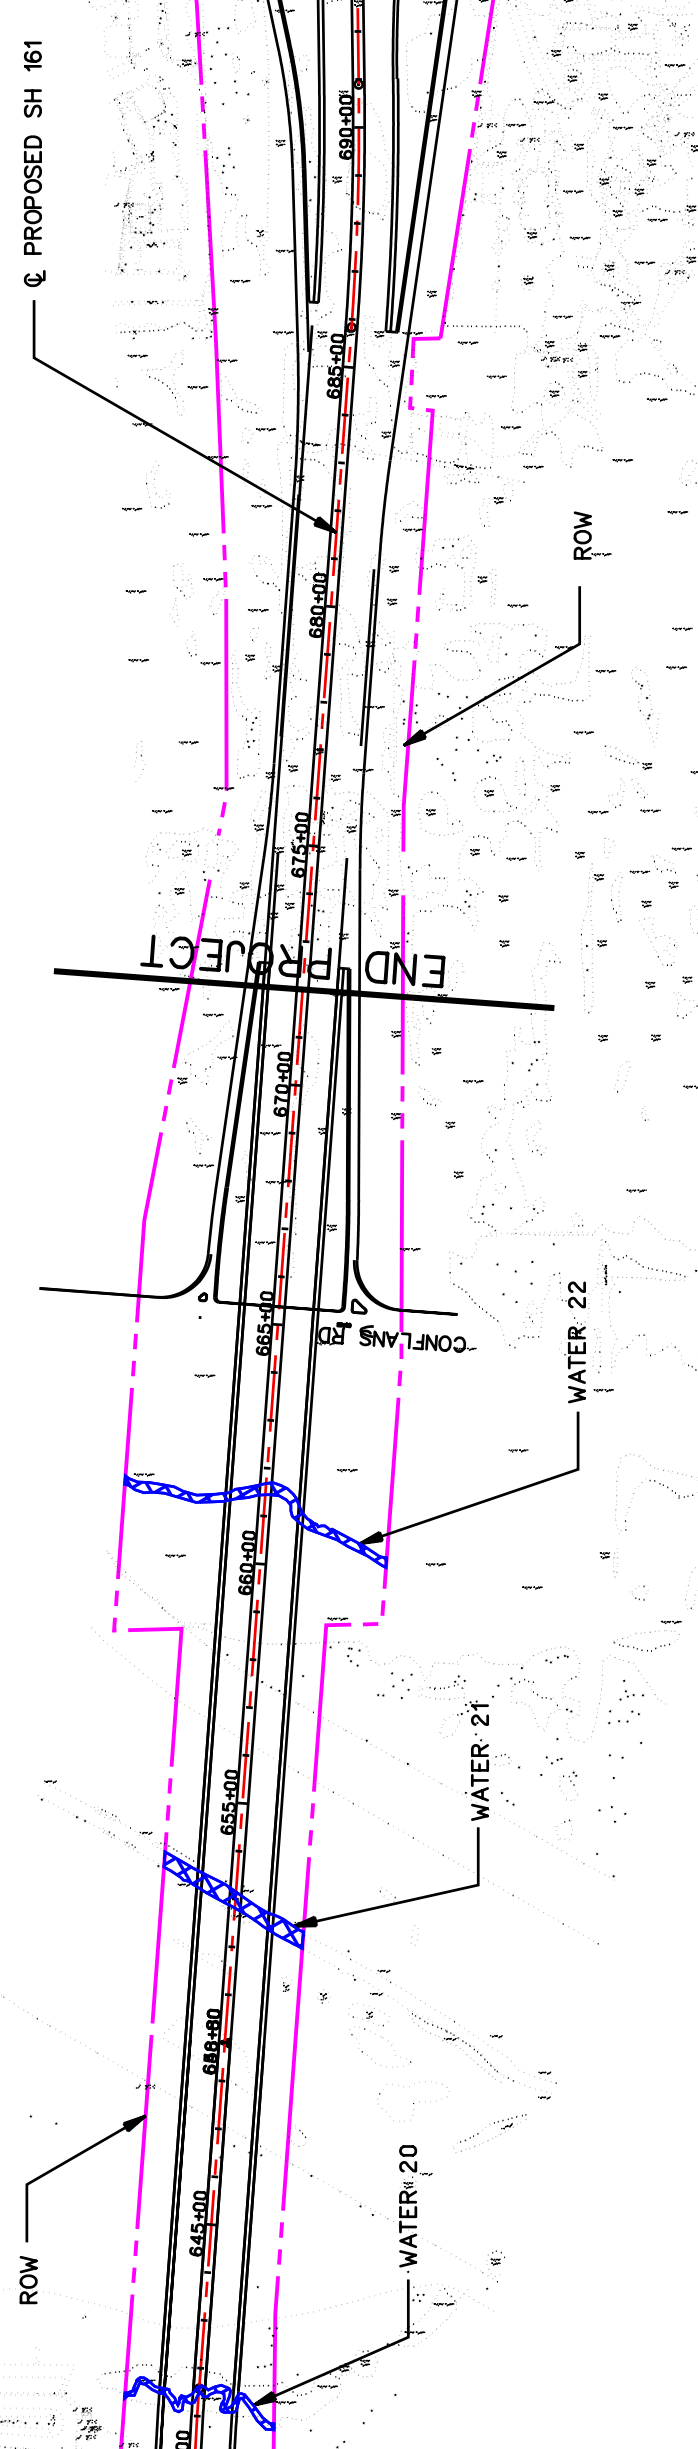 ℄ PROPOSED SH 161
690+00
685+00
ROW
680+00
675+00
END PROJECT
670+00
665+00
CONFLANS RD
WATER 22
660+00
WATER 21
655+00
645+00
WATER 20
ROW
00